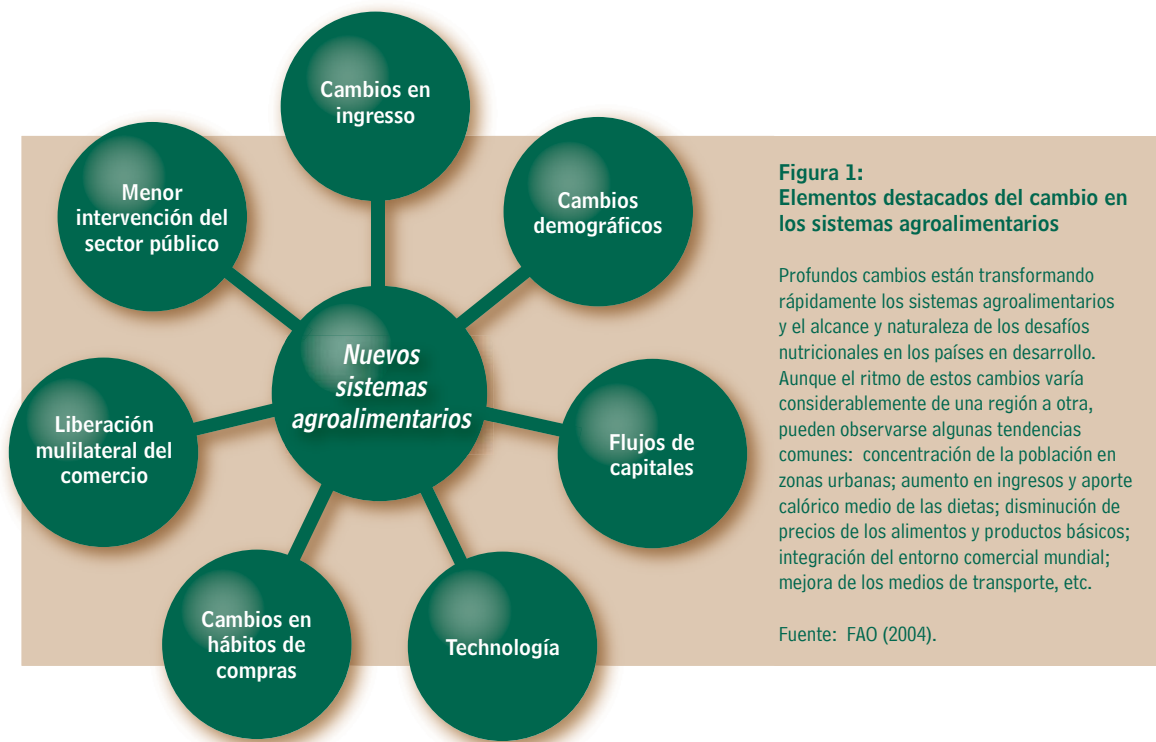 Cambios en
ingresso
Menor
intervención del
sector público
Cambios
demográficos
Nuevos
sistemas
agroalimentarios
Liberación
mulilateral del
comercio
Flujos de
capitales
Cambios en
hábitos de
compras
Technología
Figura 1:
Elementos destacados del cambio en
los sistemas agroalimentarios
Profundos cambios están transformando
rápidamente los sistemas agroalimentarios
y el alcance y naturaleza de los desafíos
nutricionales en los países en desarrollo.
Aunque el ritmo de estos cambios varía
considerablemente de una región a otra,
pueden observarse algunas tendencias
comunes: concentración de la población en
zonas urbanas; aumento en ingresos y aporte
calórico medio de las dietas; disminución de
precios de los alimentos y productos básicos;
integración del entorno comercial mundial;
mejora de los medios de transporte, etc.
Fuente: FAO (2004).